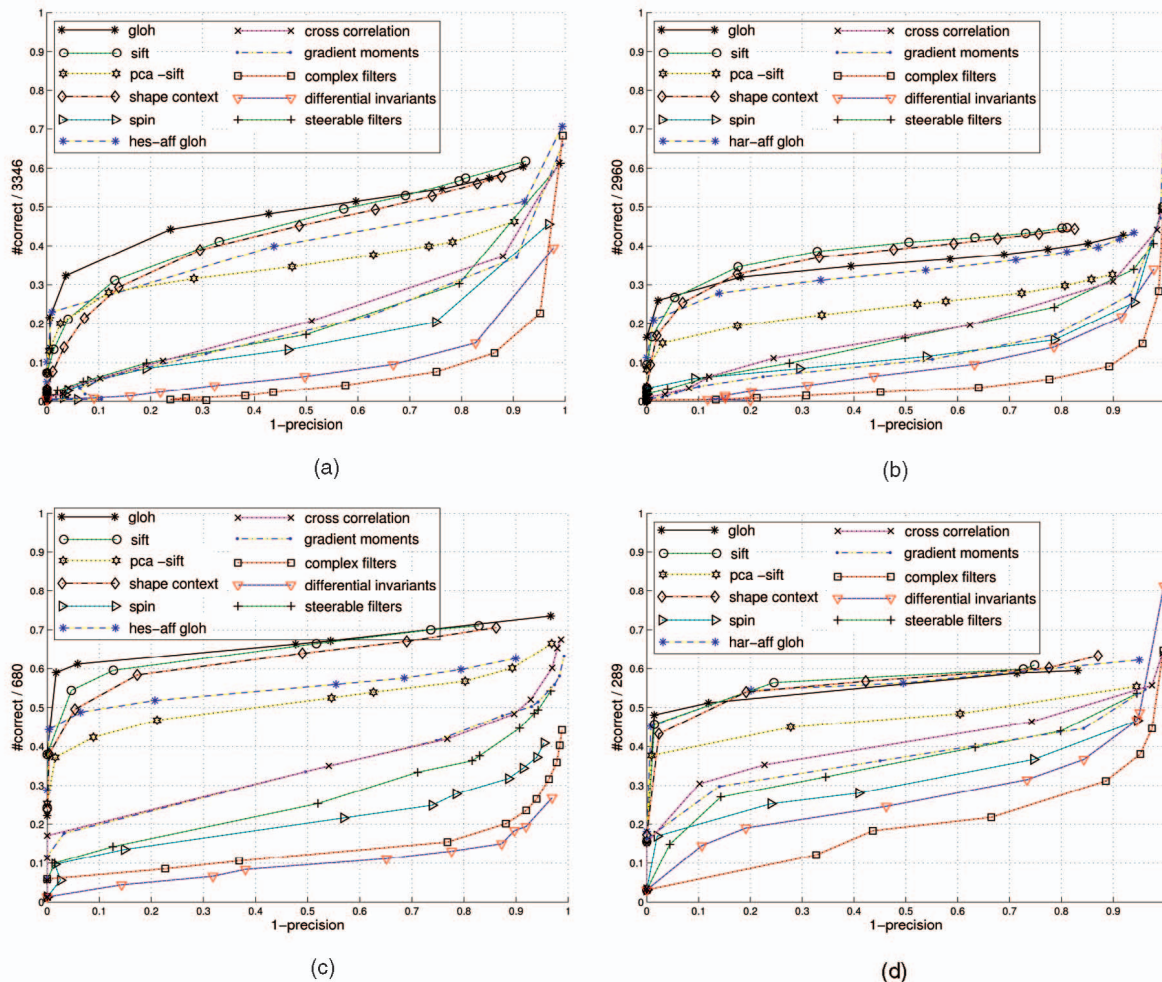 gloh
sift
pca -sift
shape context
spin
hes-aff gloh
cross correlation
gradient moments
complex filters
differential invariants
steerable filters
1
0.9
0.8
0.7
0.6
0.5
0.4
0.3
0.2
0.1
0
#correct / 3346
0 0.1 0.2 0.3 0.4 0.5 0.6 0.7 0.8 0.9 1
1-precision
(a)
gloh
sift
pca -sift
shape context
spin
har-aff gloh
cross correlation
gradient moments
complex filters
differential invariants
steerable filters
1
0.9
0.8
0.7
0.6
0.5
0.4
0.3
0.2
0.1
0
#correct / 2960
0 0.1 0.2 0.3 0.4 0.5 0.6 0.7 0.8 0.9
1-precision
(b)
gloh
sift
pca -sift
shape context
spin
hes-aff gloh
cross correlation
gradient moments
complex filters
differential invariants
steerable filters
1
0.9
0.8
0.7
0.6
0.5
0.4
0.3
0.2
0.1
0
#correct / 680
0 0.1 0.2 0.3 0.4 0.5 0.6 0.7 0.8 0.9 1
1-precision
(c)
gloh
sift
pca -sift
shape context
spin
har-aff gloh
cross correlation
gradient moments
complex filters
differential invariants
steerable filters
1
0.9
0.8
0.7
0.6
0.5
0.4
0.3
0.2
0.1
0
#correct / 289
0 0.1 0.2 0.3 0.4 0.5 0.6 0.7 0.8 0.9
1-precision
(d)